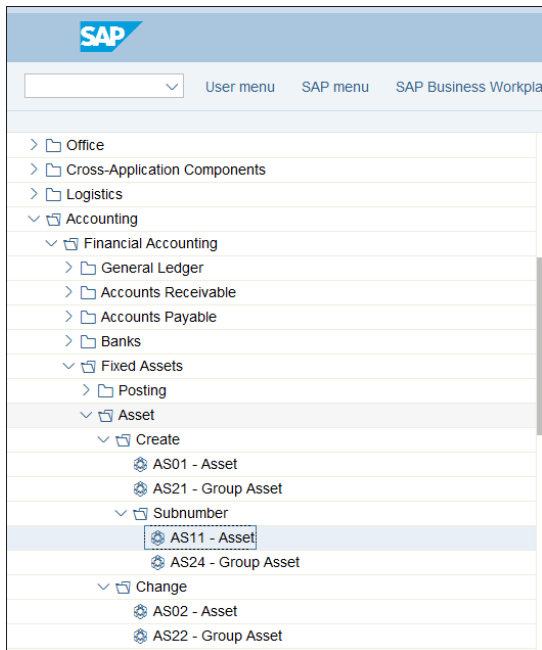 SAP
User menu SAP menu SAP Business Workpla
Office
Cross-Application Components
Logistics
Accounting
Financial Accounting
General Ledger
Accounts Receivable
Accounts Payable
Banks
Fixed Assets
Posting
Asset
Create
AS01 - Asset
AS21 - Group Asset
Subnumber
AS11 - Asset
AS24 - Group Asset
Change
AS02 - Asset
AS22 - Group Asset